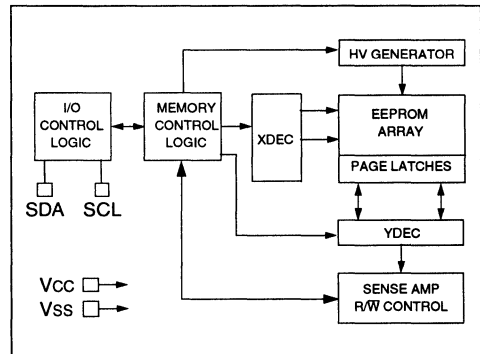 HV GENERATOR
I/O
CONTROL
LOGIC
MEMORY
CONTROL
LOGIC
XDEC
EEPROM
ARRAY
PAGE LATCHES
SDA
SCL
YDEC
VCC
VSS
SENSE AMP
R/W̅ CONTROL